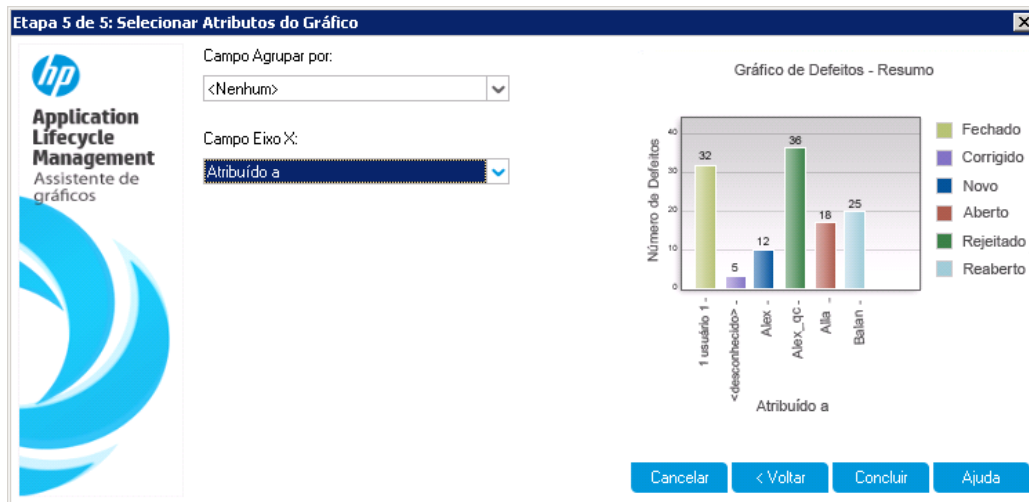 Etapa 5 de 5: Selecionar Atributos do Gráfico
hp
Application
Lifecycle
Management
Assistente de
gráficos
Campo Agrupar por:
<Nenhum>
Campo Eixo X:
Atribuído a
Gráfico de Defeitos - Resumo
Número de Defeitos
40
30
20
10
0
32
5
12
36
18
25
1 usuário 1 -
<desconhecido> -
Alex -
Alex_qc -
Alla -
Balan -
Atribuído a
Fechado
Corrigido
Novo
Aberto
Rejeitado
Reaberto
Cancelar
< Voltar
Concluir
Ajuda